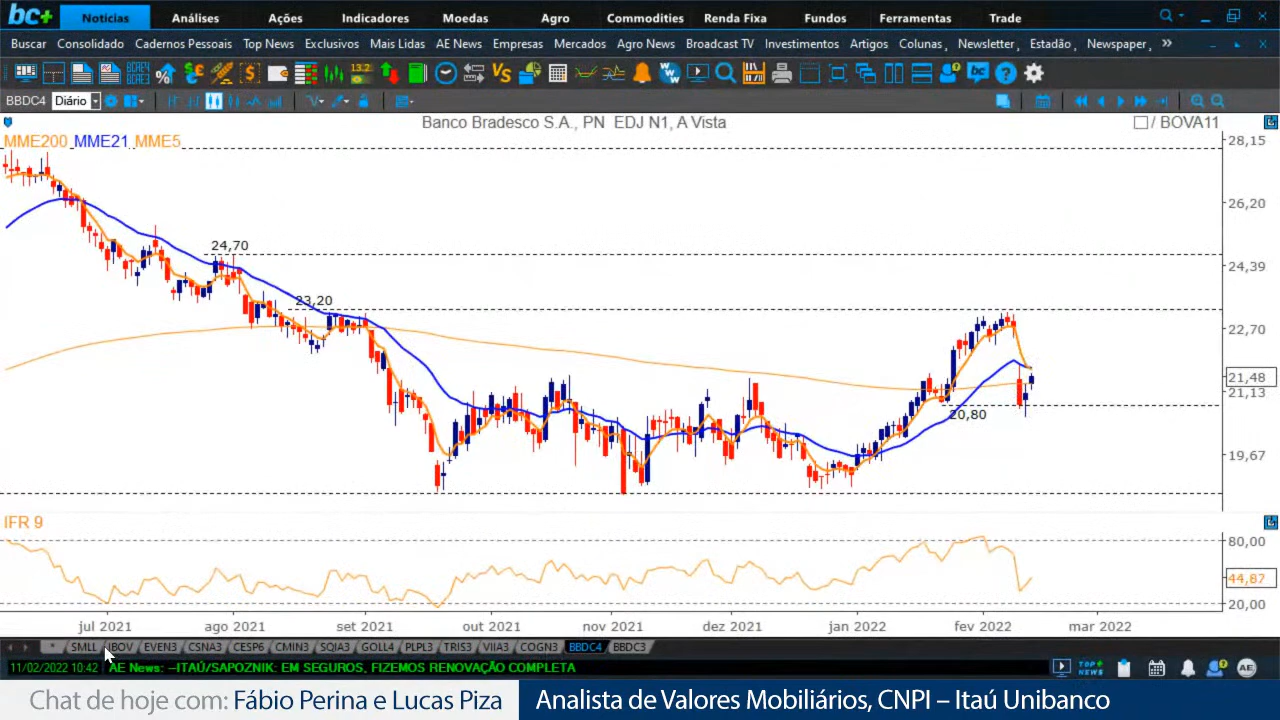 bc+ Notícias Análises Ações Indicadores Moedas Agro Commodities Renda Fixa Fundos Ferramentas Trade
Buscar Consolidado Cadernos Pessoais Top News Exclusivos Mais Lidas AE News Empresas Mercados Agro News Broadcast TV Investimentos Artigos Colunas Newsletter Estadão Newspaper »
BBDC4 Diário
Banco Bradesco S.A., PN EDJ N1, A Vista
/ BOVA11
MME200 MME21 MME5
28,15
26,20
24,70
24,39
23,20
22,70
21,48
21,13
20,80
19,67
IFR 9
80,00
44,87
20,00
jul 2021 ago 2021 set 2021 out 2021 nov 2021 dez 2021 jan 2022 fev 2022 mar 2022
* SMLL IBOV EVEN3 CSNA3 CESP6 CMIN3 SQIA3 GOLL4 PLPL3 TRIS3 VIIA3 COGN3 BBDC4 BBDC3
11/02/2022 10:42 AE News: --ITAÚ/SAPOZNIK: EM SEGUROS, FIZEMOS RENOVAÇÃO COMPLETA
TOP+ NEWS AE
Chat de hoje com: Fábio Perina e Lucas Piza Analista de Valores Mobiliários, CNPI – Itaú Unibanco